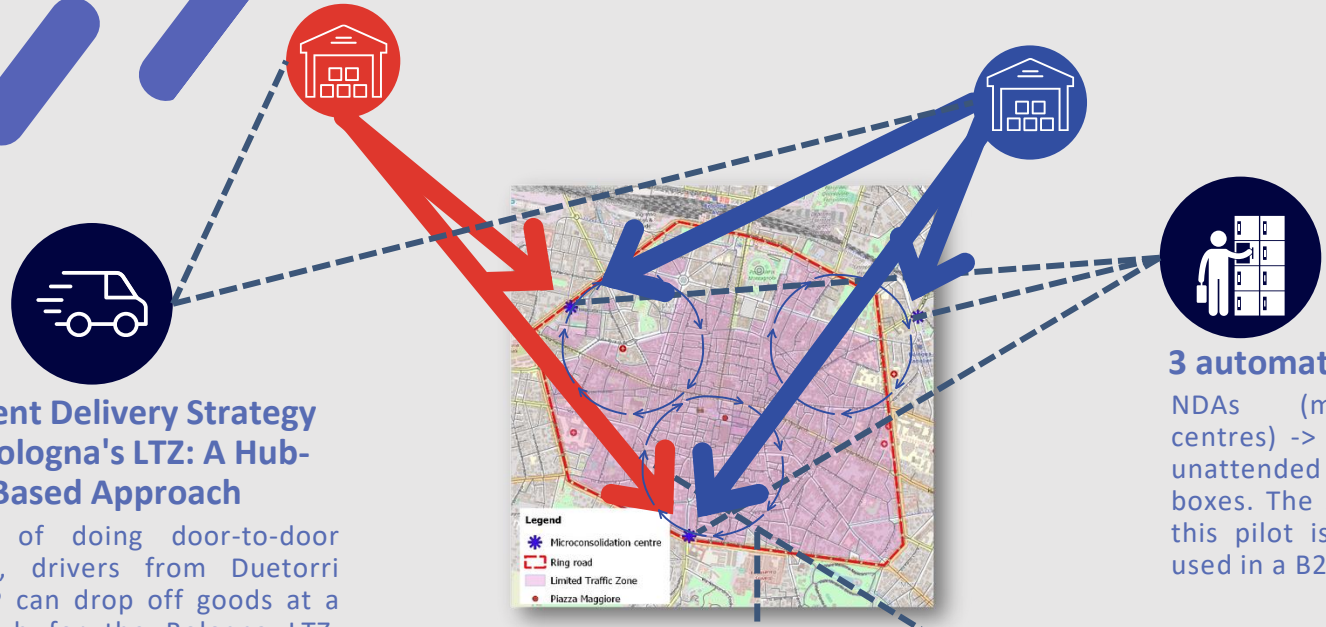 ent Delivery Strategy
ologna's LTZ: A Hub-
Based Approach
of doing door-to-door
, drivers from Duetorri
can drop off goods at a
Legend
Microconsolidation centre
Ring road
Limited Traffic Zone
Piazza Maggiore
3 automat
NDAs (m
centres) ->
unattended
boxes. The
this pilot is
used in a B2